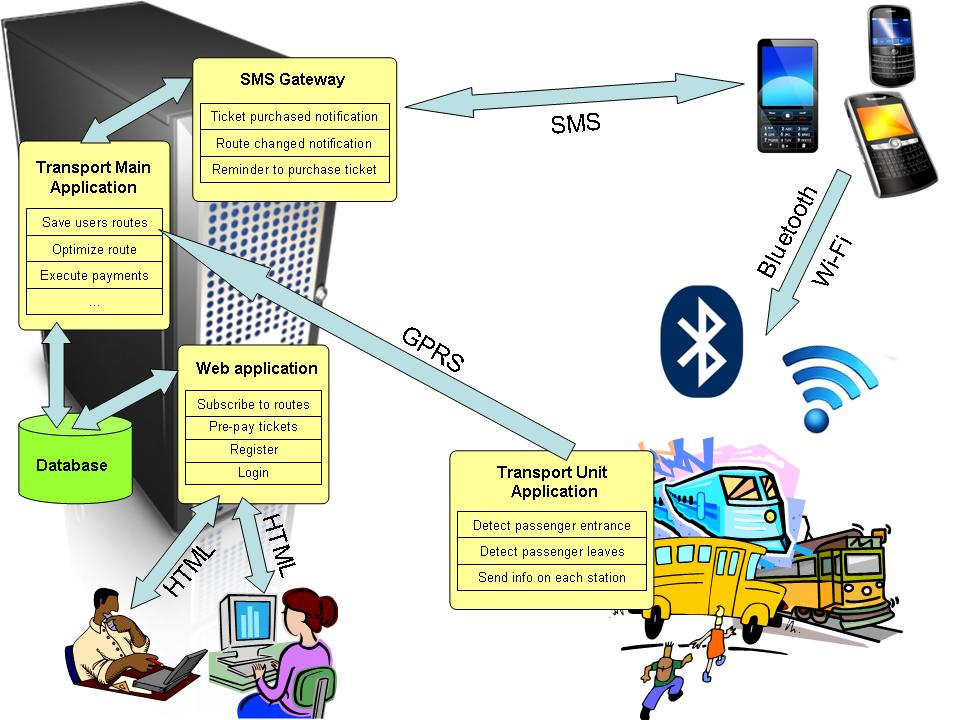 SMS Gateway
Ticket purchased notification
Route changed notification
Reminder to purchase ticket
SMS
Transport Main
Application
Save users routes
Optimize route
Execute payments
...
Bluetooth
Wi-Fi
GPRS
Web application
Subscribe to routes
Pre-pay tickets
Register
Login
Database
Transport Unit
Application
Detect passenger entrance
Detect passenger leaves
Send info on each station
HTML
HTML